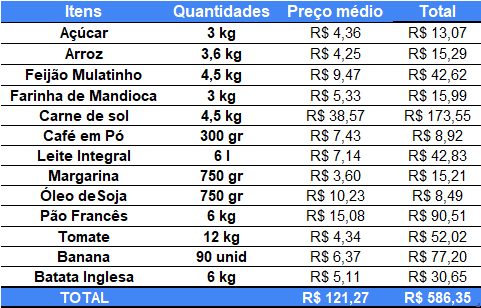 Itens Quantidades Preço médio Total
Açúcar 3 kg R$ 4,36 R$ 13,07
Arroz 3,6 kg R$ 4,25 R$ 15,29
Feijão Mulatinho 4,5 kg R$ 9,47 R$ 42,62
Farinha de Mandioca 3 kg R$ 5,33 R$ 15,99
Carne de sol 4,5 kg R$ 38,57 R$ 173,55
Café em Pó 300 gr R$ 7,43 R$ 8,92
Leite Integral 6 l R$ 7,14 R$ 42,83
Margarina 750 gr R$ 3,60 R$ 15,21
Óleo deSoja 750 gr R$ 10,23 R$ 8,49
Pão Francês 6 kg R$ 15,08 R$ 90,51
Tomate 12 kg R$ 4,34 R$ 52,02
Banana 90 unid R$ 6,37 R$ 77,20
Batata Inglesa 6 kg R$ 5,11 R$ 30,65
TOTAL R$ 121,27 R$ 586,35